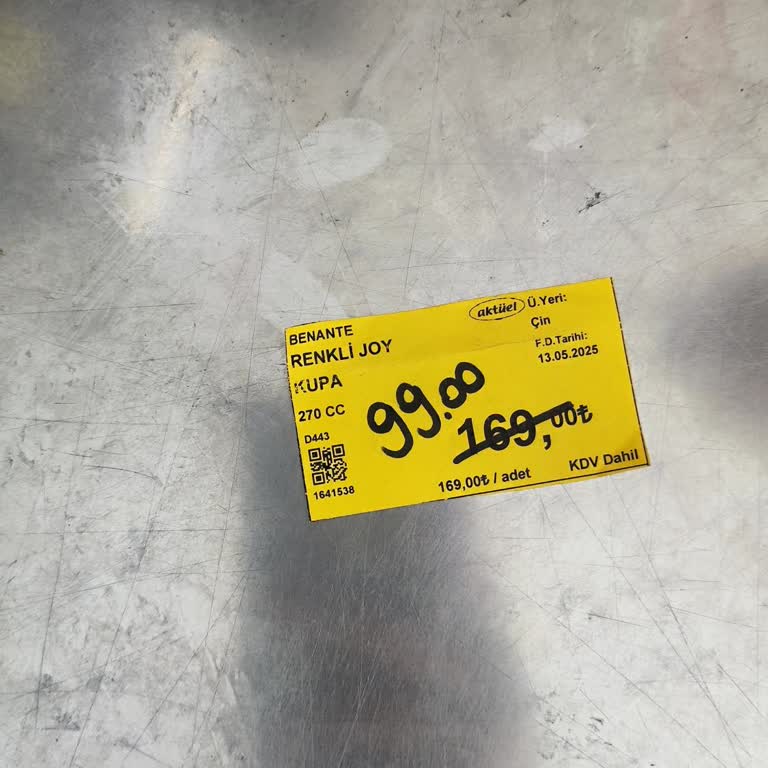 BENANTE
RENKLİ JOY
KUPA
270 CC
D443
1641538
aktüel
Ü.Yeri:
Çin
F.D.Tarihi:
13.05.2025
99.00
169,00₺
169,00₺ / adet
KDV Dahil